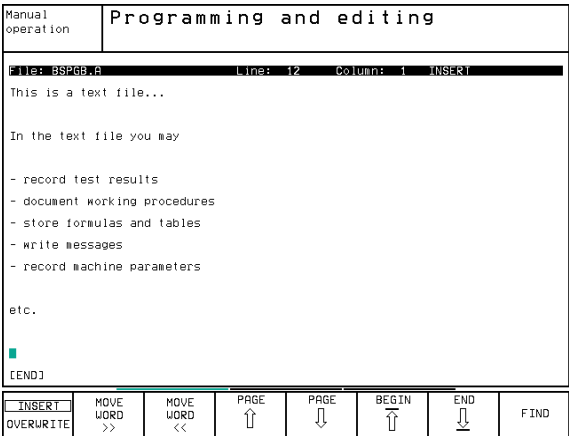 Manual
operation
Programming and editing
File: BSPGB.A Line: 12 Column: 1 INSERT
This is a text file...
In the text file you may
- record test results
- document working procedures
- store formulas and tables
- write messages
- record machine parameters
etc.
[END]
INSERT
OVERWRITE
MOVE
WORD
>>
MOVE
WORD
<<
PAGE
PAGE
BEGIN
END
FIND